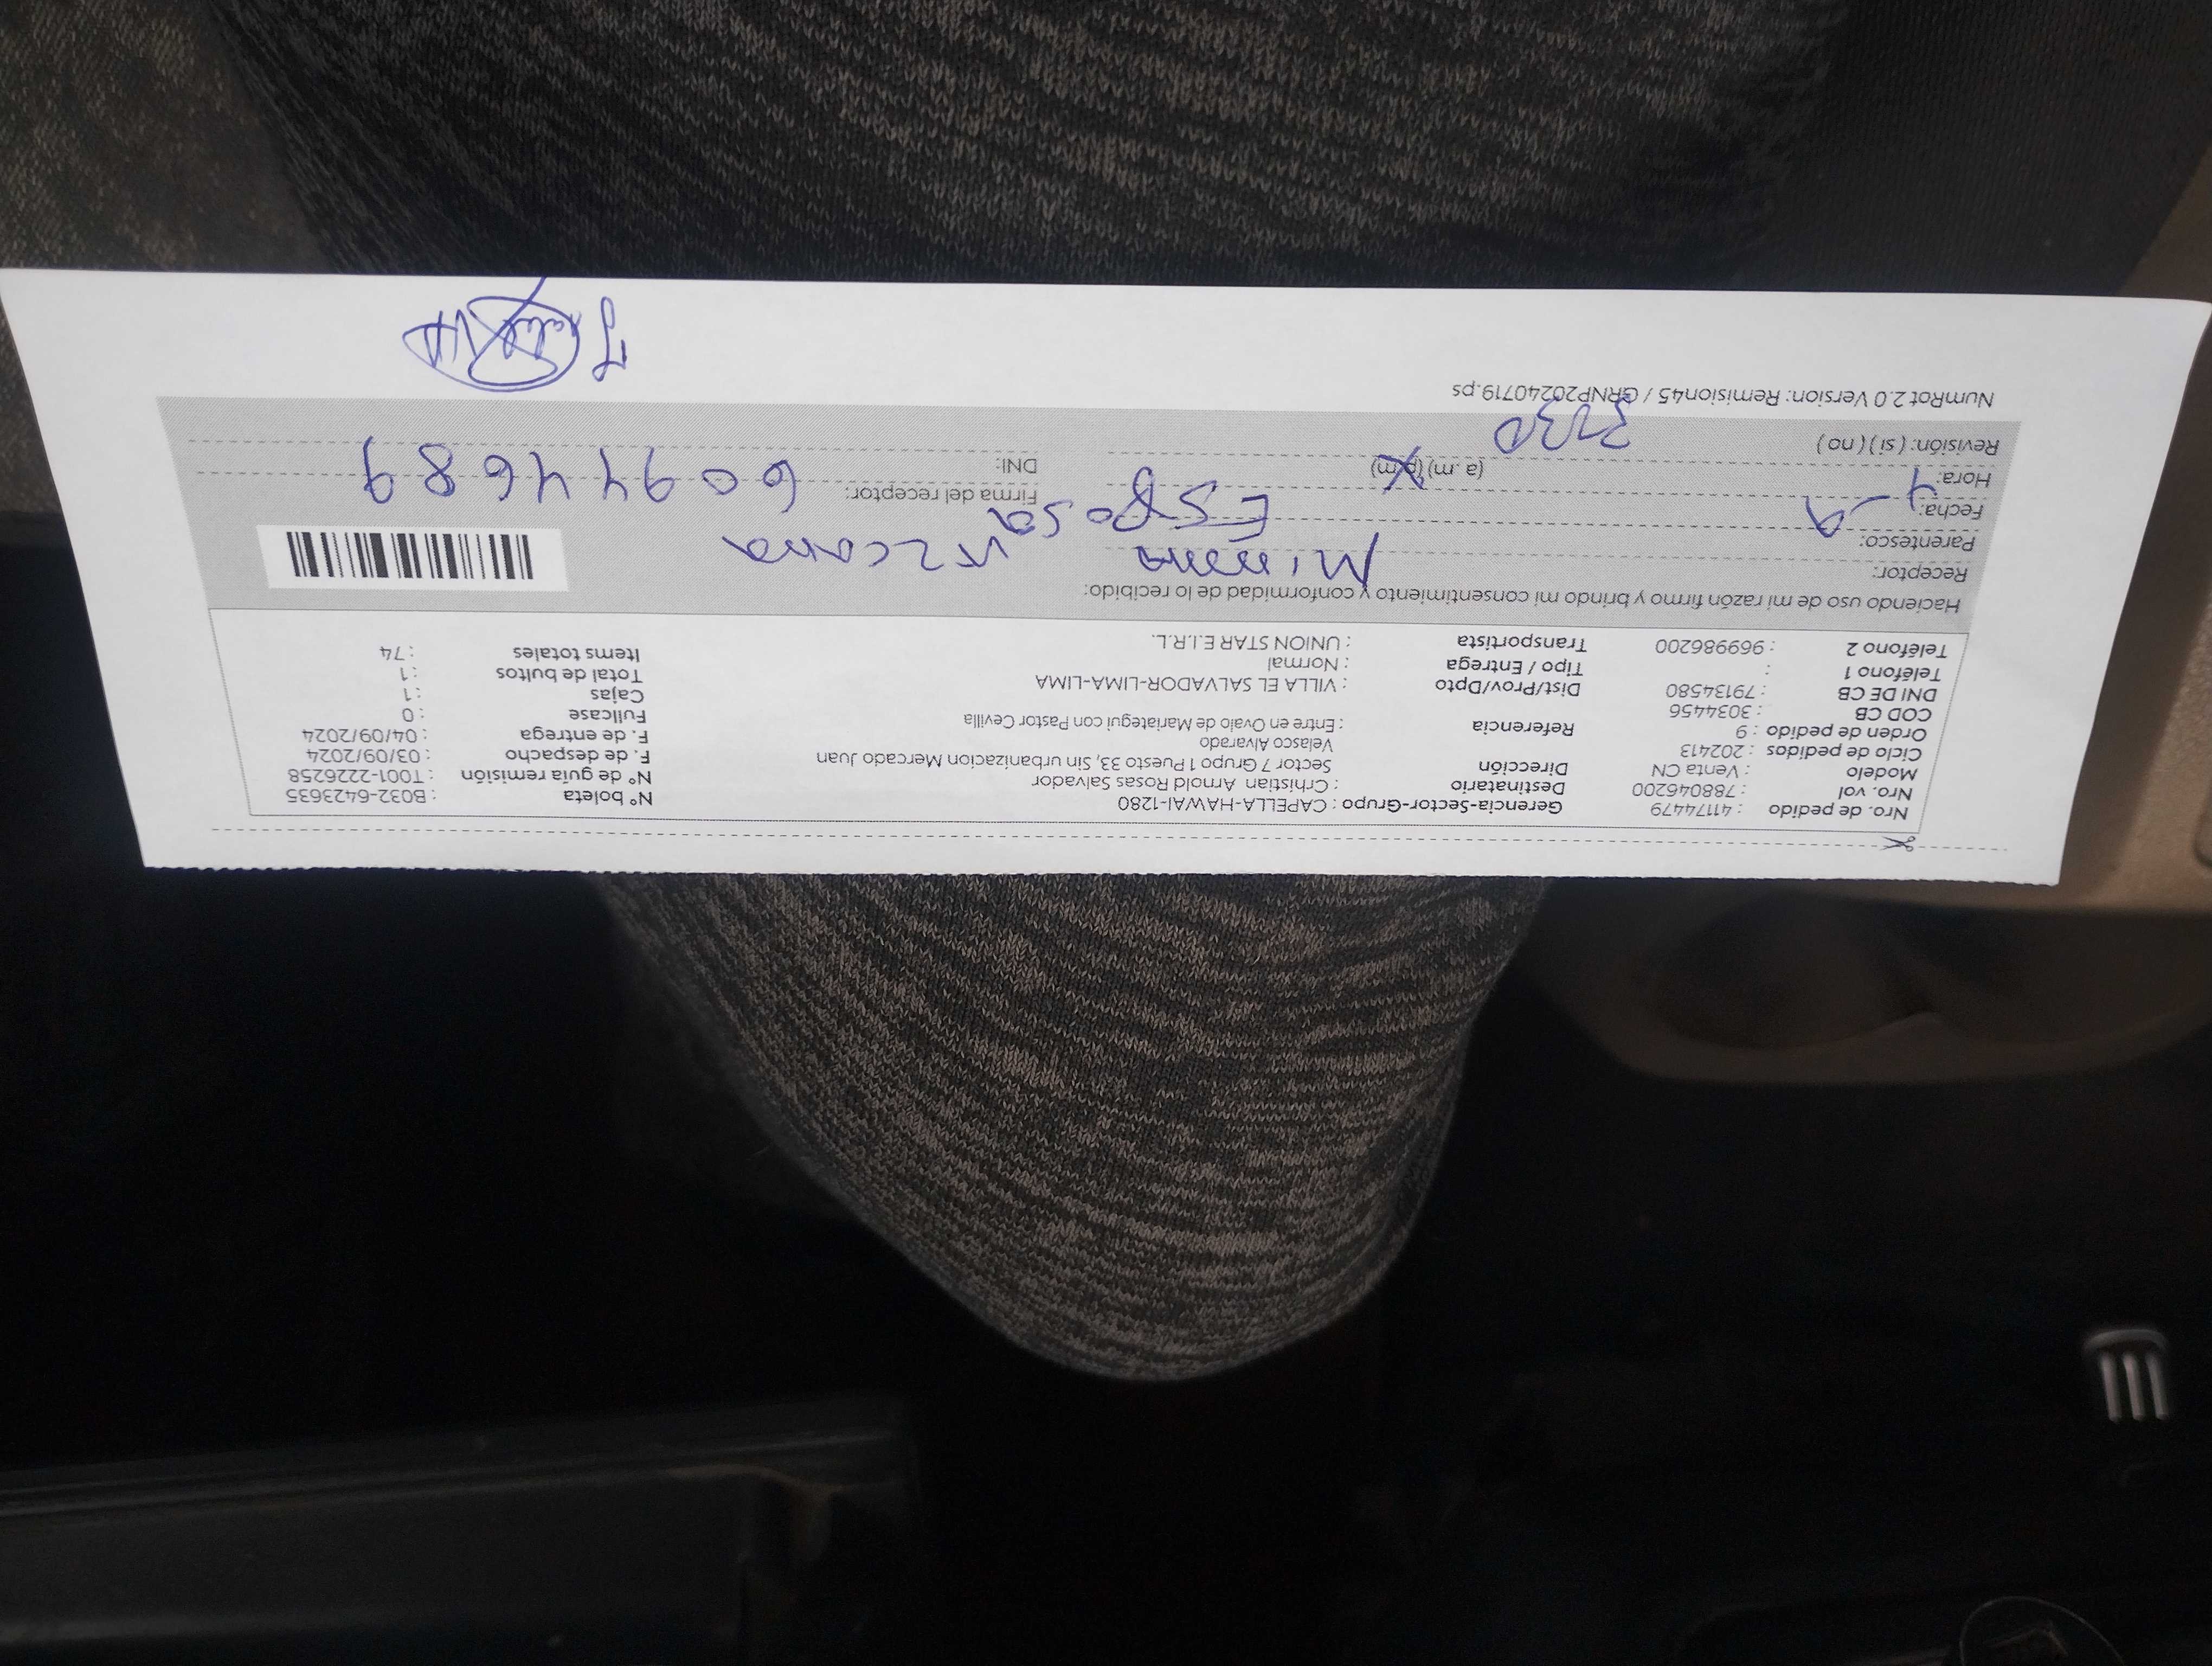 Nro. de pedido : 41174479 Gerencia-Sector-Grupo : CAPELLA-HAWAI-1280 N° boleta : B032-6423635
Nro. vol : 788046200 Destinatario : Crhistian Arnold Rosas Salvador N° de guía remisión : T001-2226258
Modelo : Venta CN Dirección Sector 7 Grupo 1 Puesto 33, Sin urbanizacion Mercado Juan Velasco Alvarado F. de despacho : 03/09/2024
Ciclo de pedidos : 202413 F. de entrega : 04/09/2024
Orden de pedido : 9 Referencia : Entre en Ovalo de Mariategui con Pastor Cevilla Fullcase : 0
COD CB : 3034456 Cajas : 1
DNI DE CB : 79134580 Dist/Prov/Dpto : VILLA EL SALVADOR-LIMA-LIMA Total de bultos : 1
Teléfono 1 : Tipo / Entrega : Normal Items totales : 74
Teléfono 2 : 969986200 Transportista : UNION STAR E.I.R.L.
Haciendo uso de mi razón firmo y brindo mi consentimiento y conformidad de lo recibido:
Receptor:
Parentesco: Esposa
Fecha: 4-9
Hora: (a.m) (p.m) Firma del receptor:
Revisión: ( si ) ( no ) DNI: 60944689
NumRot 2.0 Version: Remision45 / GRNP20240719.ps